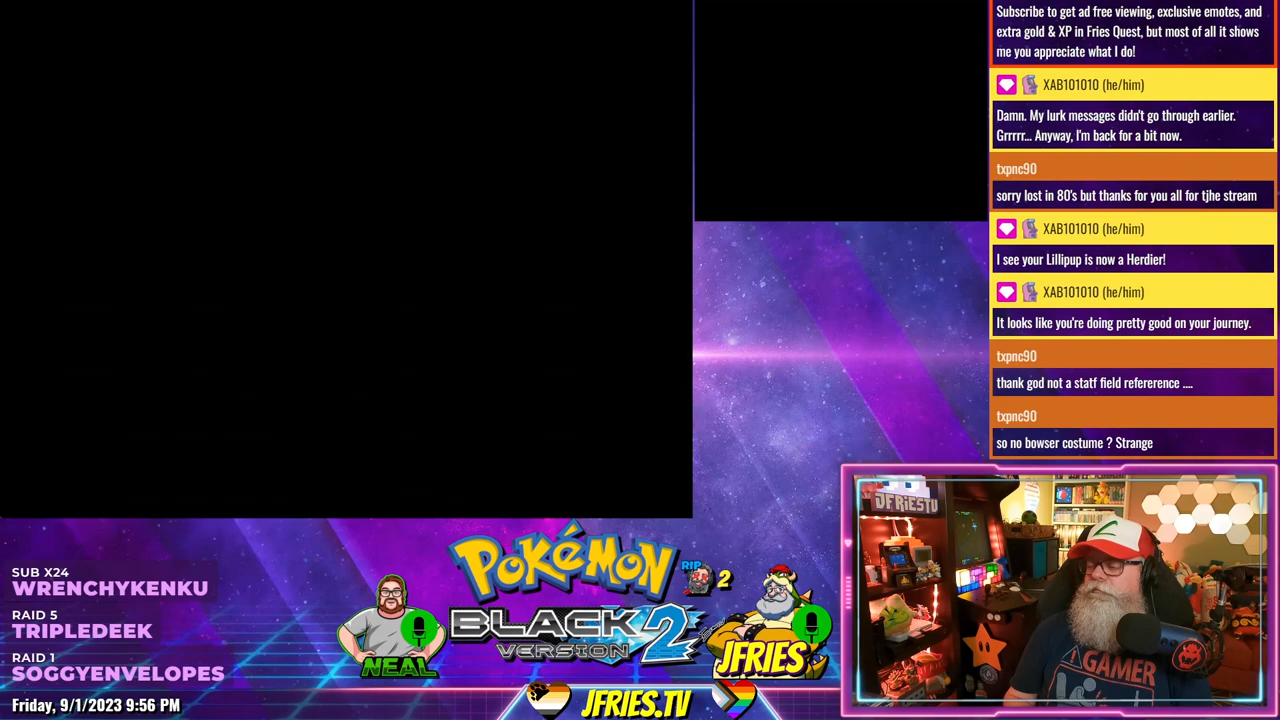 Subscribe to get ad free viewing, exclusive emotes, and
extra gold & XP in Fries Quest, but most of all it shows
me you appreciate what I do!
XAB101010 (he/him)
Damn. My lurk messages didn't go through earlier.
Grrrrr... Anyway, I'm back for a bit now.
txpnc90
sorry lost in 80's but thanks for you all for tjhe stream
XAB101010 (he/him)
I see your Lillipup is now a Herdier!
XAB101010 (he/him)
It looks like you're doing pretty good on your journey.
txpnc90
thank god not a statf field refererence ....
txpnc90
so no bowser costume ? Strange
SUB X24
WRENCHYKENKU
RAID 5
TRIPLEDEEK
RAID 1
SOGGYENVELOPES
Friday, 9/1/2023 9:56 PM
POKéMON
BLACK 2
VERSION
RIP
2
NEAL
JFRIES
JFRIES.TV
JFRIESTV
GAMER